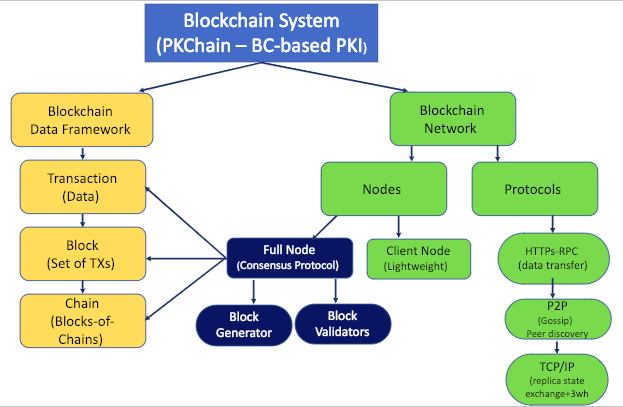 Blockchain System
(PKChain – BC-based PKI)
Blockchain
Data Framework
Blockchain
Network
Transaction
(Data)
Nodes
Protocols
Block
(Set of TXs)
Full Node
(Consensus Protocol)
Client Node
(Lightweight)
HTTPs-RPC
(data transfer)
Chain
(Blocks-of-
Chains)
Block
Generator
Block
Validators
P2P
(Gossip)
Peer discovery
TCP/IP
(replica state
exchange+3wh